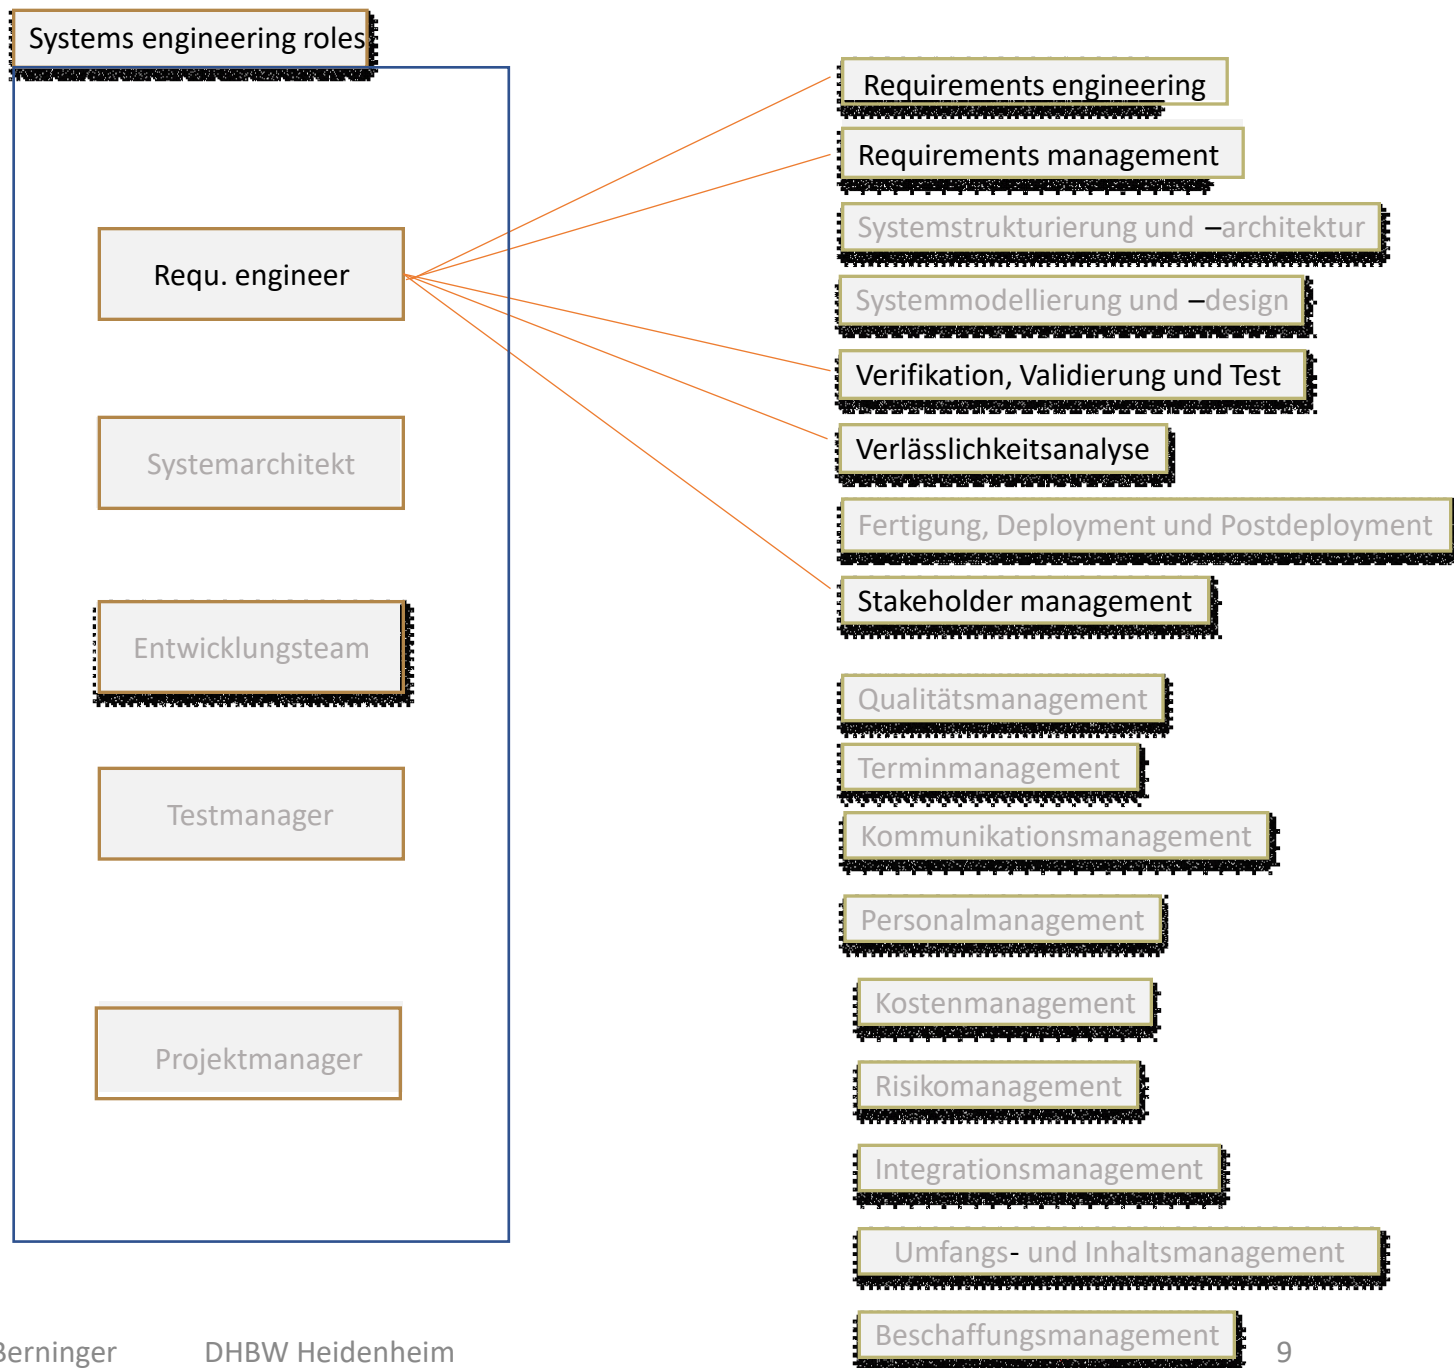 Systems engineering roles
Requ. engineer
Systemarchitekt
Entwicklungsteam
Testmanager
Projektmanager
Requirements engineering
Requirements management
Systemstrukturierung und –architektur
Systemmodellierung und –design
Verifikation, Validierung und Test
Verlässlichkeitsanalyse
Fertigung, Deployment und Postdeployment
Stakeholder management
Qualitätsmanagement
Terminmanagement
Kommunikationsmanagement
Personalmanagement
Kostenmanagement
Risikomanagement
Integrationsmanagement
Umfangs- und Inhaltsmanagement
Beschaffungsmanagement
Berninger DHBW Heidenheim 9